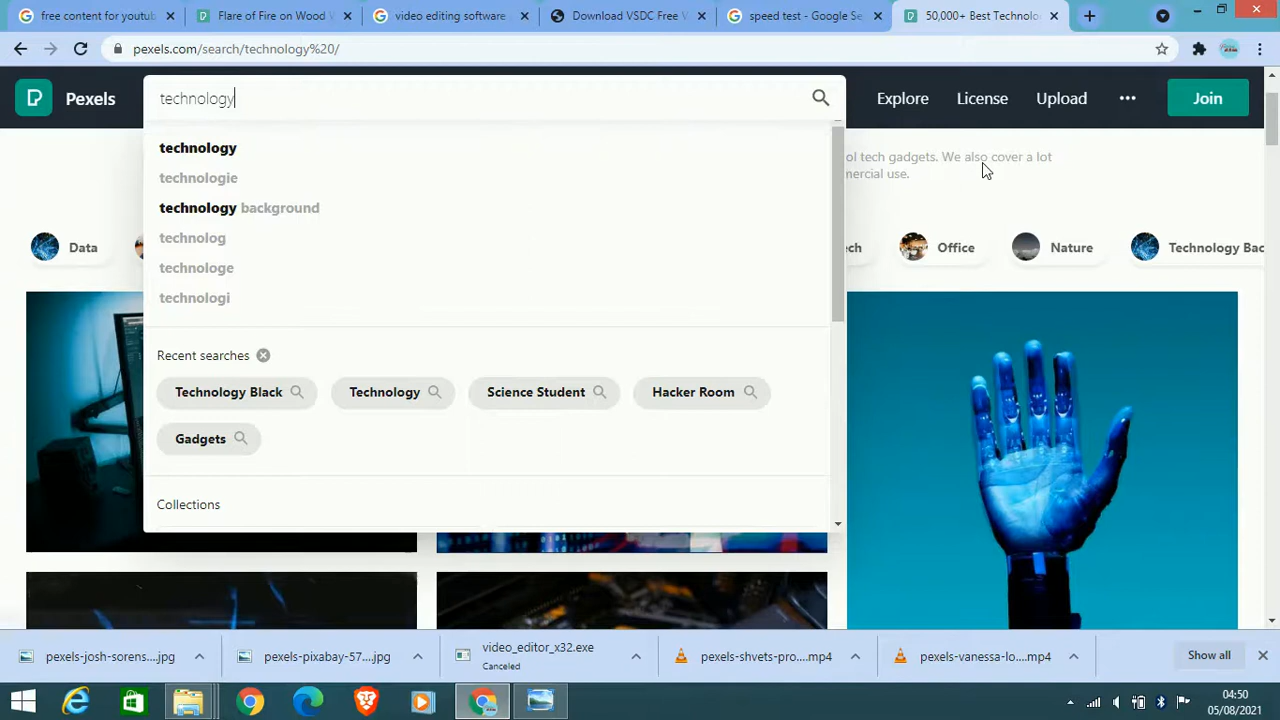 free content for youtub
Flare of Fire on Wood
video editing software
Download VSDC Free
speed test - Google Se
50,000+ Best Technolo
pexels.com/search/technology%20/
Pexels
technology
Explore
License
Upload
Join
technology
technologie
technology background
technolog
technologe
technologi
ol tech gadgets. We also cover a lot
mercial use.
Data
ech
Office
Nature
Technology Bac
Recent searches
Technology Black
Technology
Science Student
Hacker Room
Gadgets
Collections
pexels-josh-sorens....jpg
pexels-pixabay-57....jpg
video_editor_x32.exe
Canceled
pexels-shvets-pro....mp4
pexels-vanessa-lo....mp4
Show all
04:50
05/08/2021